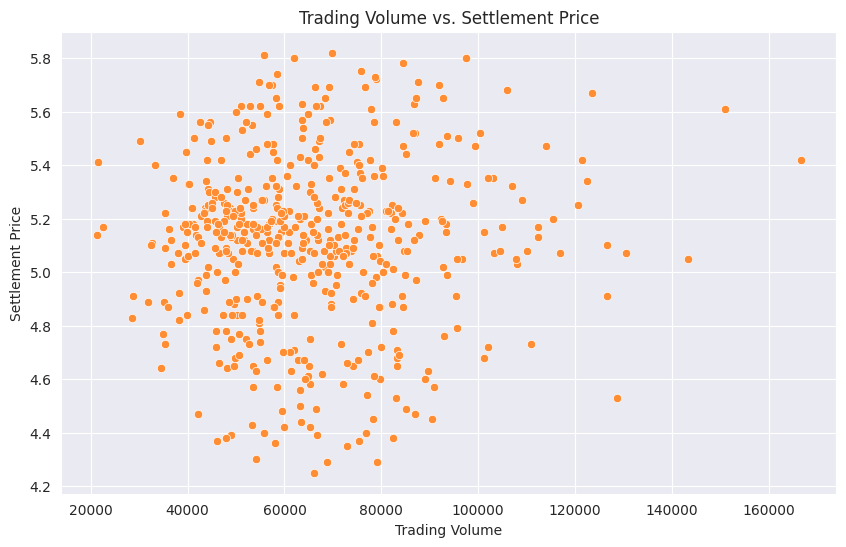 Trading Volume vs. Settlement Price
5.8
5.6
5.4
5.2
5.0
4.8
4.6
4.4
4.2
Settlement Price
20000 40000 60000 80000 100000 120000 140000 160000
Trading Volume